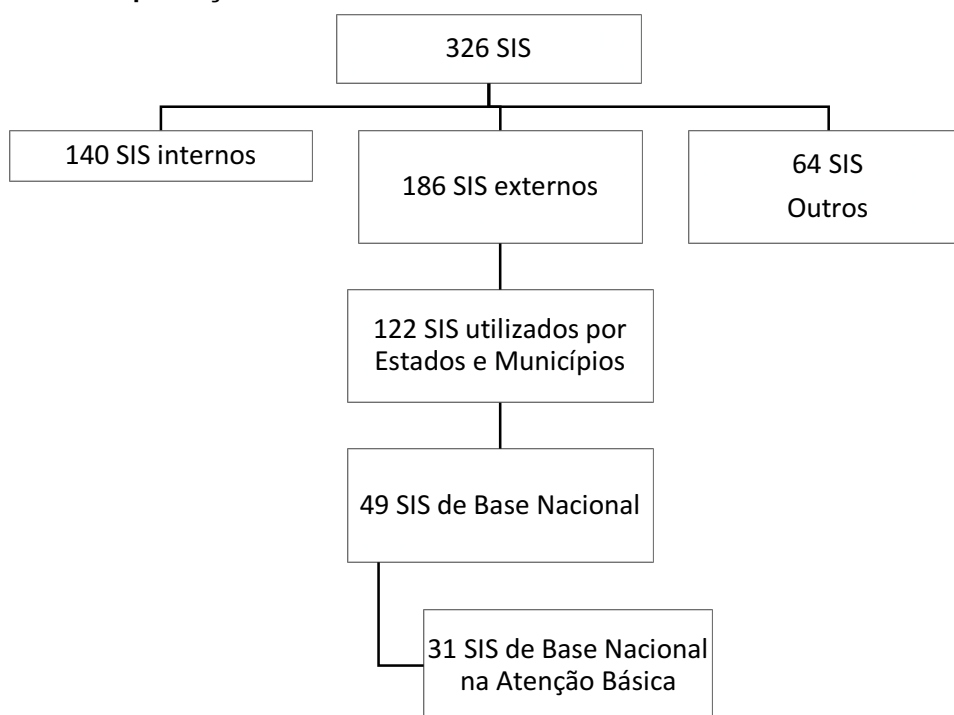 326 SIS
140 SIS internos
186 SIS externos
64 SIS
Outros
122 SIS utilizados por
Estados e Municípios
49 SIS de Base Nacional
31 SIS de Base Nacional
na Atenção Básica